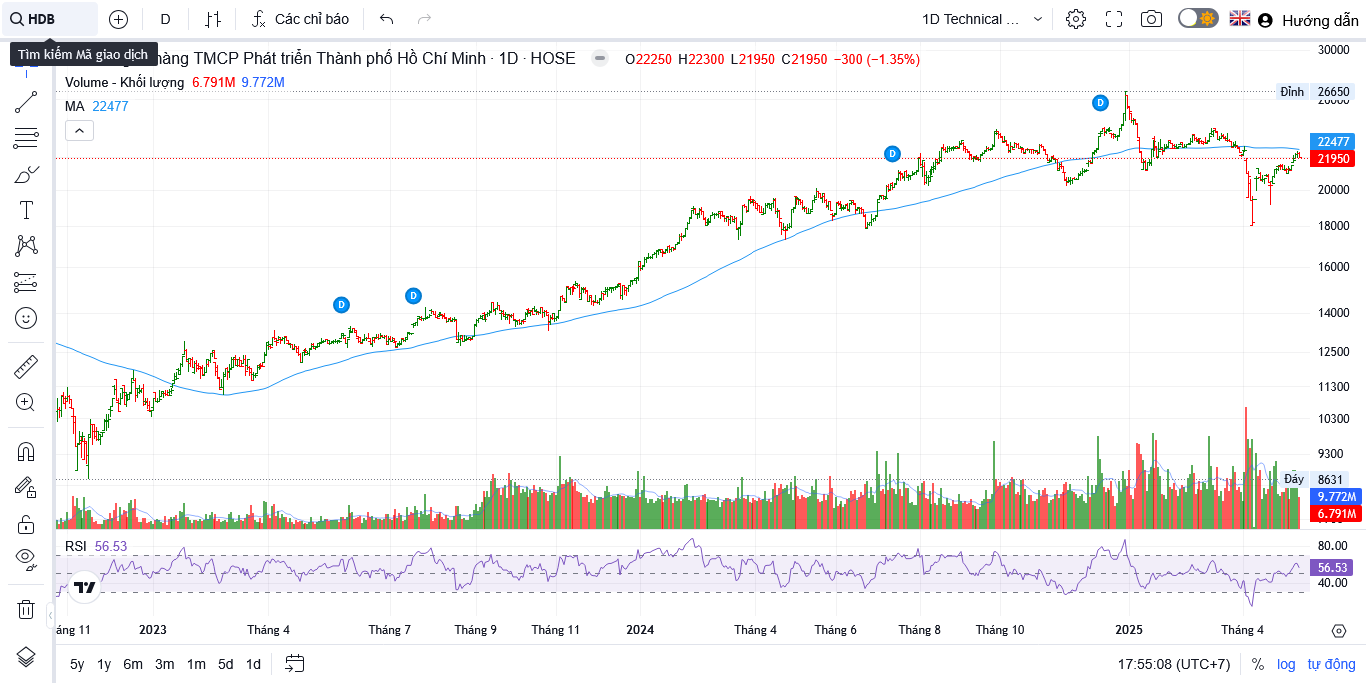 HDB
D
Các chỉ báo
1D Technical ...
Hướng dẫn
Tìm kiếm Mã giao dịch
hàng TMCP Phát triển Thành phố Hồ Chí Minh · 1D · HOSE
O22250 H22300 L21950 C21950 −300 (−1.35%)
Volume - Khối lượng 6.791M 9.772M
MA 22477
30000
Đỉnh 26650
D
22477
D
21950
20000
18000
16000
D
D
14000
12500
11300
10300
9300
Đáy 8631
9.772M
6.791M
RSI 56.53
80.00
56.53
40.00
áng 11 2023 Tháng 4 Tháng 7 Tháng 9 Tháng 11 2024 Tháng 4 Tháng 6 Tháng 8 Tháng 10 2025 Tháng 4
5y 1y 6m 3m 1m 5d 1d
17:55:08 (UTC+7) % log tự động